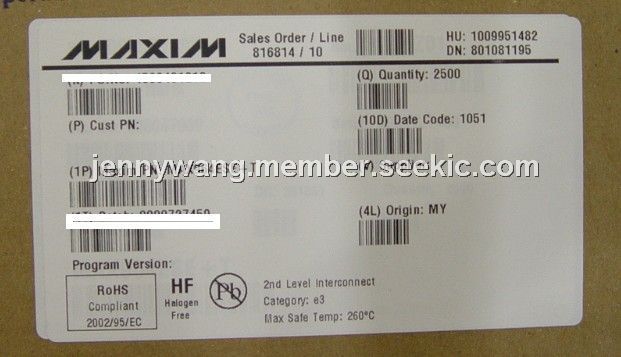 MAXIM
Sales Order / Line
816814 / 10
HU: 1009951482
DN: 801081195
(Q) Quantity: 2500
(P) Cust PN:
(10D) Date Code: 1051
jennywang.member.seekic.com
(1P)
(4L) Origin: MY
Program Version:
RoHS
Compliant
2002/95/EC
HF
Halogen
Free
Pb
2nd Level Interconnect
Category: e3
Max Safe Temp: 260°C